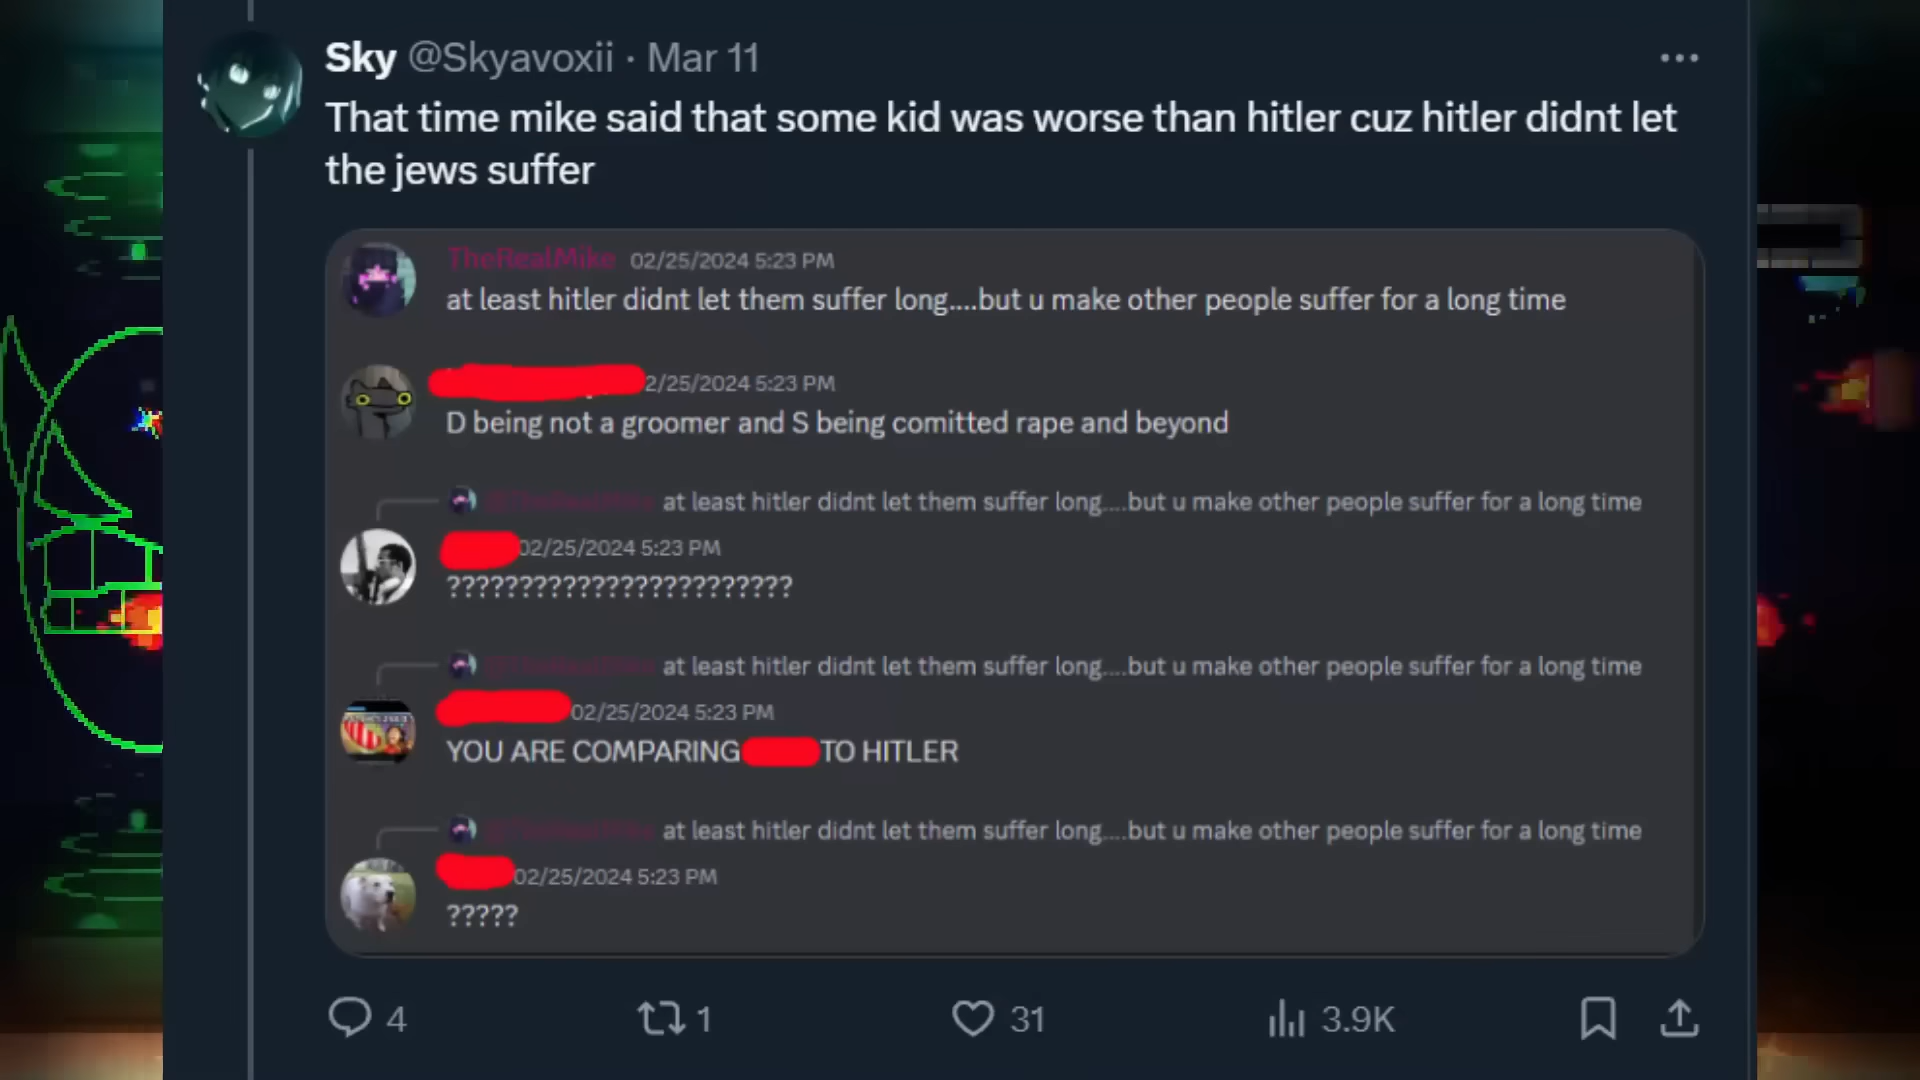 Sky @Skyavoxii · Mar 11
That time mike said that some kid was worse than hitler cuz hitler didnt let
the jews suffer
TheRealMike 02/25/2024 5:23 PM
at least hitler didnt let them suffer long....but u make other people suffer for a long time
2/25/2024 5:23 PM
D being not a groomer and S being comitted rape and beyond
@TheRealMike at least hitler didnt let them suffer long....but u make other people suffer for a long time
02/25/2024 5:23 PM
????????????????????????
@TheRealMike at least hitler didnt let them suffer long....but u make other people suffer for a long time
02/25/2024 5:23 PM
YOU ARE COMPARING TO HITLER
@TheRealMike at least hitler didnt let them suffer long....but u make other people suffer for a long time
02/25/2024 5:23 PM
?????
4 1 31 3.9K